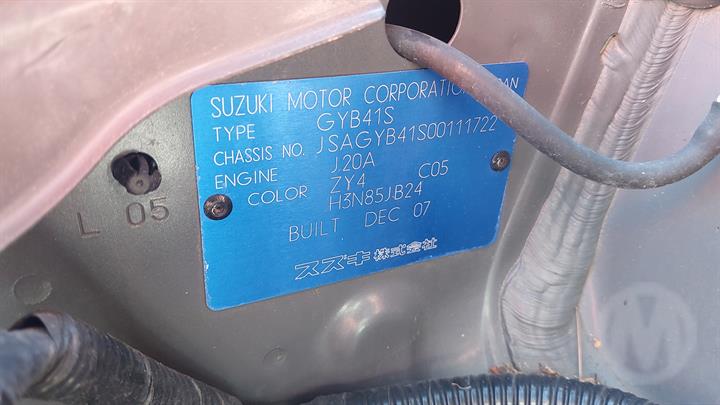 SUZUKI MOTOR CORPORATION
TYPE GYB41S
CHASSIS NO. JSAGYB41S00111722
ENGINE J20A
COLOR ZY4 C05
H3N85JB24
BUILT DEC 07
スズキ株式会社
L 05
M